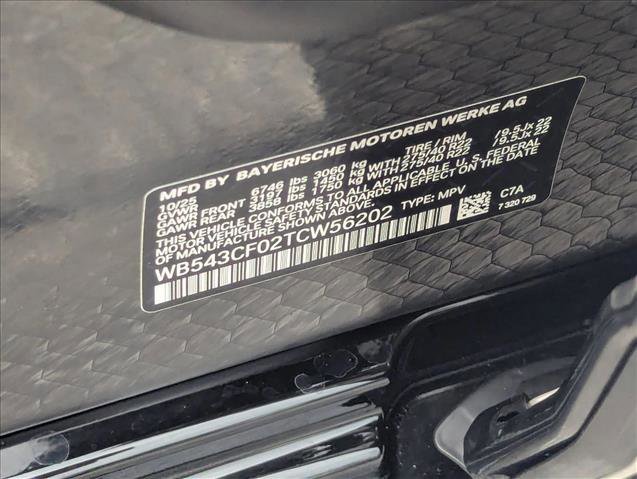 MFD BY BAYERISCHE MOTOREN WERKE AG
10/25 TIRE / RIM
GVWR 6746 lbs 3060 kg
GAWR FRONT 3197 lbs 1450 kg WITH 275/40 R22 /9.5Jx 22
GAWR REAR 3858 lbs 1750 kg WITH 275/40 R22 /9.5Jx 22
THIS VEHICLE CONFORMS TO ALL APPLICABLE U.S. FEDERAL
VEHICLE SAFETY STANDARDS IN EFFECT ON THE DATE
OF MANUFACTURE SHOWN ABOVE.
WB543CF02TCW56202 TYPE: MPV C7A
7 320 729